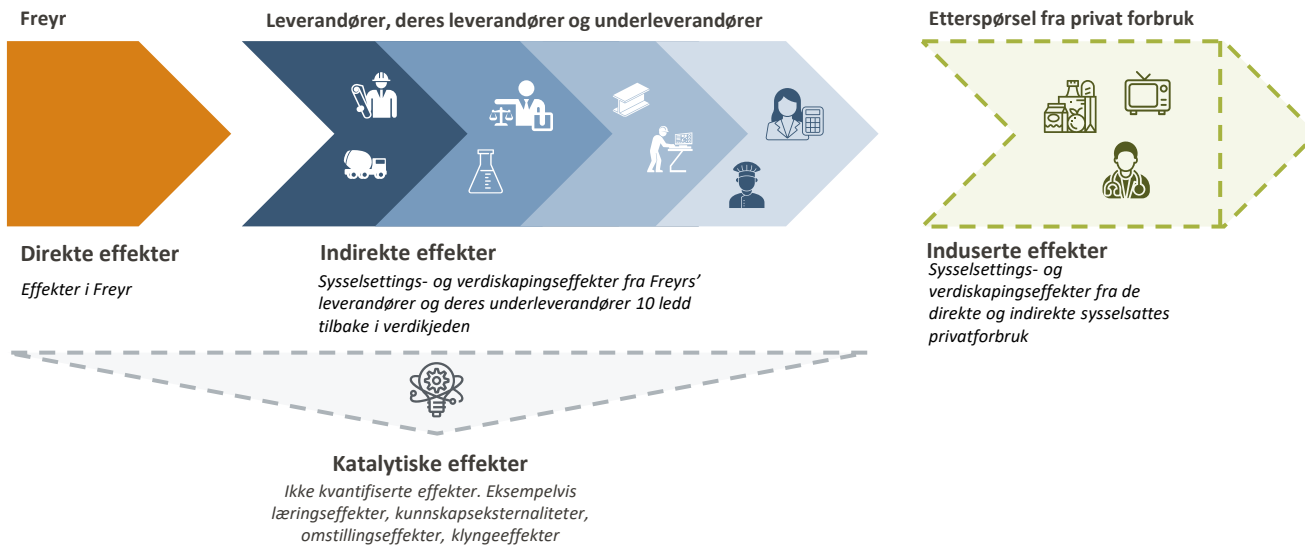 Freyr
Leverandører, deres leverandører og underleverandører
Etterspørsel fra privat forbruk
Direkte effekter
Effekter i Freyr
Indirekte effekter
Sysselsettings- og verdiskapingseffekter fra Freyrs’
leverandører og deres underleverandører 10 ledd
tilbake i verdikjeden
Induserte effekter
Sysselsettings- og
verdiskapingseffekter fra de
direkte og indirekte sysselsattes
privatforbruk
Katalytiske effekter
Ikke kvantifiserte effekter. Eksempelvis
læringseffekter, kunnskapseksternaliteter,
omstillingseffekter, klyngeeffekter